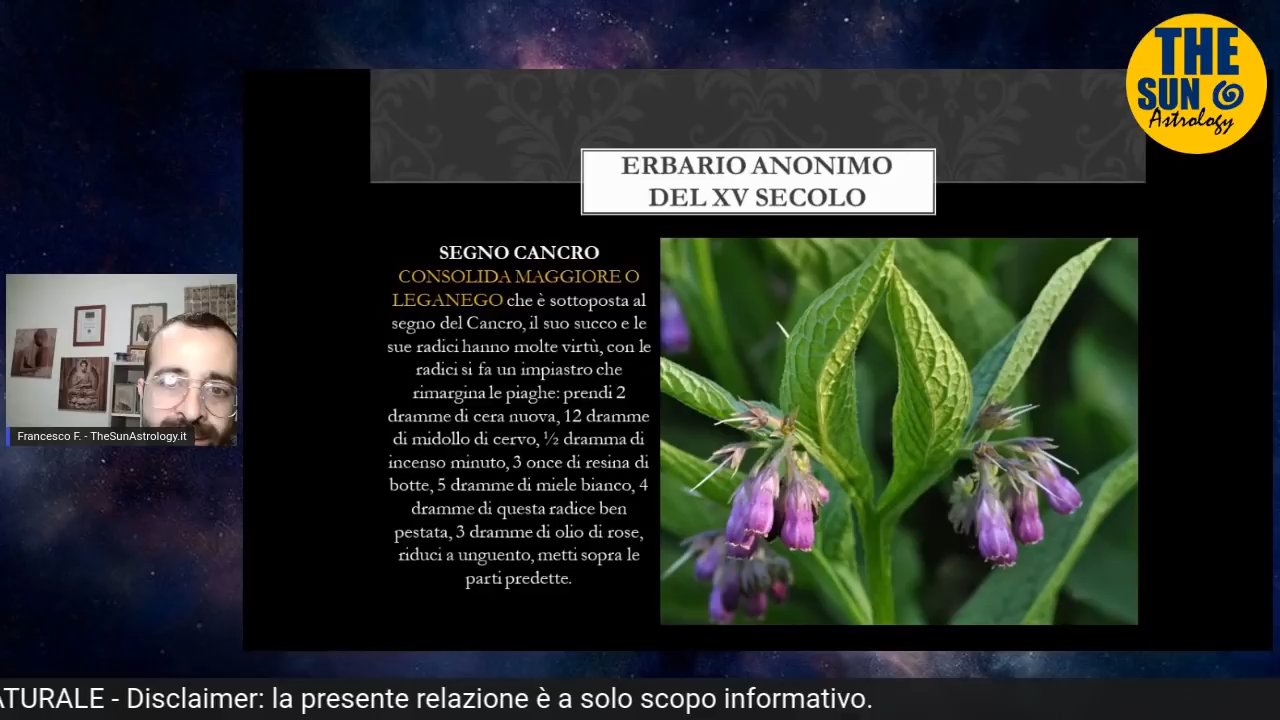 THE
SUN
Astrology
ERBARIO ANONIMO
DEL XV SECOLO
SEGNO CANCRO
CONSOLIDA MAGGIORE O
LEGANEGO che è sottoposta al
segno del Cancro, il suo succo e le
sue radici hanno molte virtù, con le
radici si fa un impiastro che
rimargina le piaghe: prendi 2
dramme di cera nuova, 12 dramme
di midollo di cervo, ½ dramma di
incenso minuto, 3 once di resina di
botte, 5 dramme di miele bianco, 4
dramme di questa radice ben
pestata, 3 dramme di olio di rose,
riduci a unguento, metti sopra le
parti predette.
Francesco F. - TheSunAstrology.it
ATURALE - Disclaimer: la presente relazione è a solo scopo informativo.